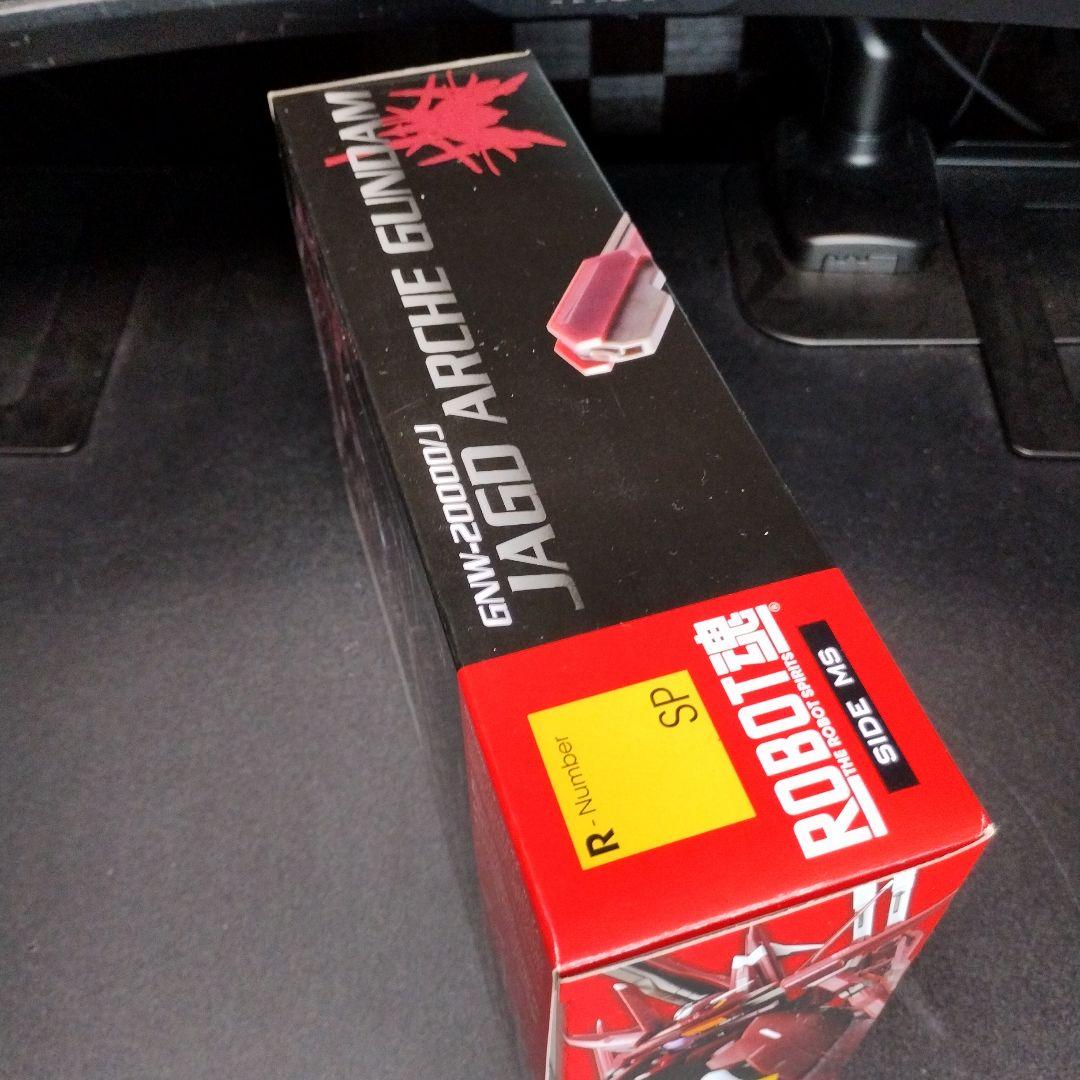 GNW-20000/J
JAGD ARCHE GUNDAM
R - Number
SP
ROBOT魂®
THE ROBOT SPIRITS
SIDE MS